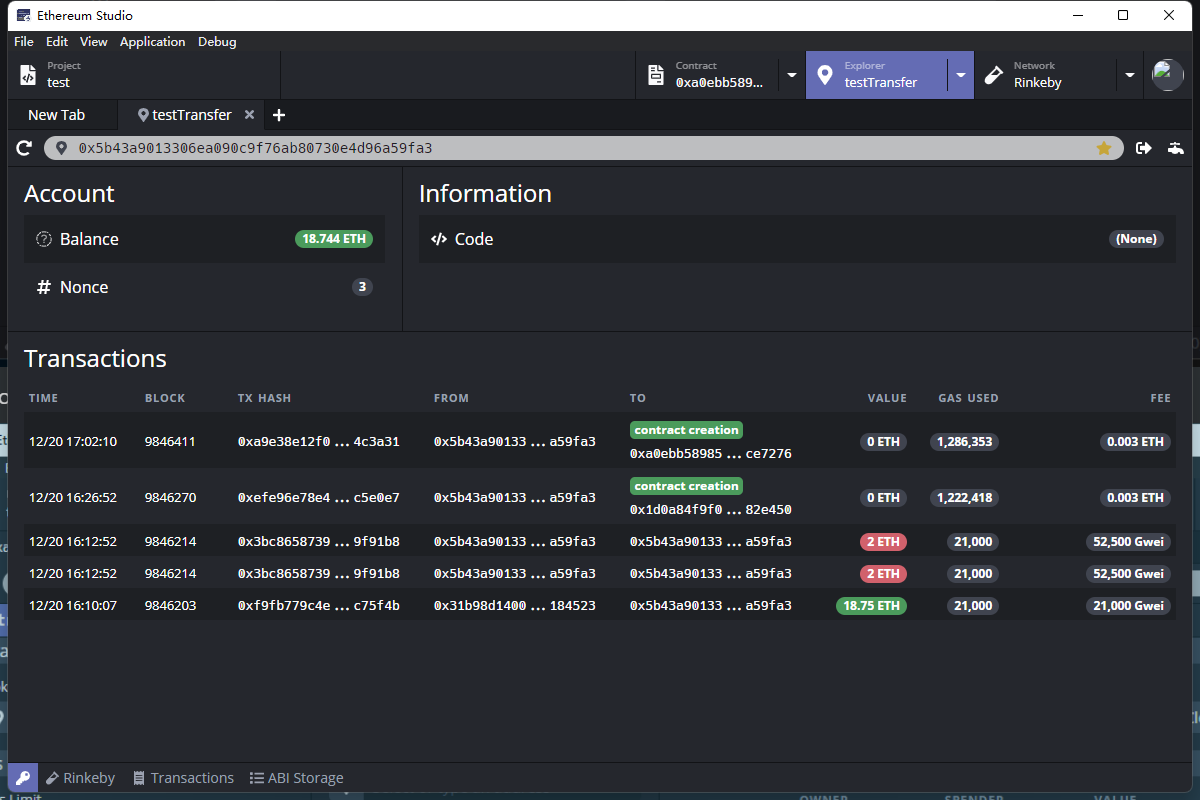 Ethereum Studio
File Edit View Application Debug
Project
test
Contract
0xa0ebb589...
Explorer
testTransfer
Network
Rinkeby
New Tab
testTransfer
0x5b43a9013306ea090c9f76ab80730e4d96a59fa3
Account
Balance 18.744 ETH
Nonce 3
Information
Code (None)
Transactions
TIME BLOCK TX HASH FROM TO VALUE GAS USED FEE
12/20 17:02:10 9846411 0xa9e38e12f0 ... 4c3a31 0x5b43a90133 ... a59fa3 contract creation 0 ETH 1,286,353 0.003 ETH
0xa0ebb58985 ... ce7276
12/20 16:26:52 9846270 0xefe96e78e4 ... c5e0e7 0x5b43a90133 ... a59fa3 contract creation 0 ETH 1,222,418 0.003 ETH
0x1d0a84f9f0 ... 82e450
12/20 16:12:52 9846214 0x3bc8658739 ... 9f91b8 0x5b43a90133 ... a59fa3 0x5b43a90133 ... a59fa3 2 ETH 21,000 52,500 Gwei
12/20 16:12:52 9846214 0x3bc8658739 ... 9f91b8 0x5b43a90133 ... a59fa3 0x5b43a90133 ... a59fa3 2 ETH 21,000 52,500 Gwei
12/20 16:10:07 9846203 0xf9fb779c4e ... c75f4b 0x31b98d1400 ... 184523 0x5b43a90133 ... a59fa3 18.75 ETH 21,000 21,000 Gwei
Rinkeby Transactions ABI Storage
Limit OWNER SPENDER VALUE